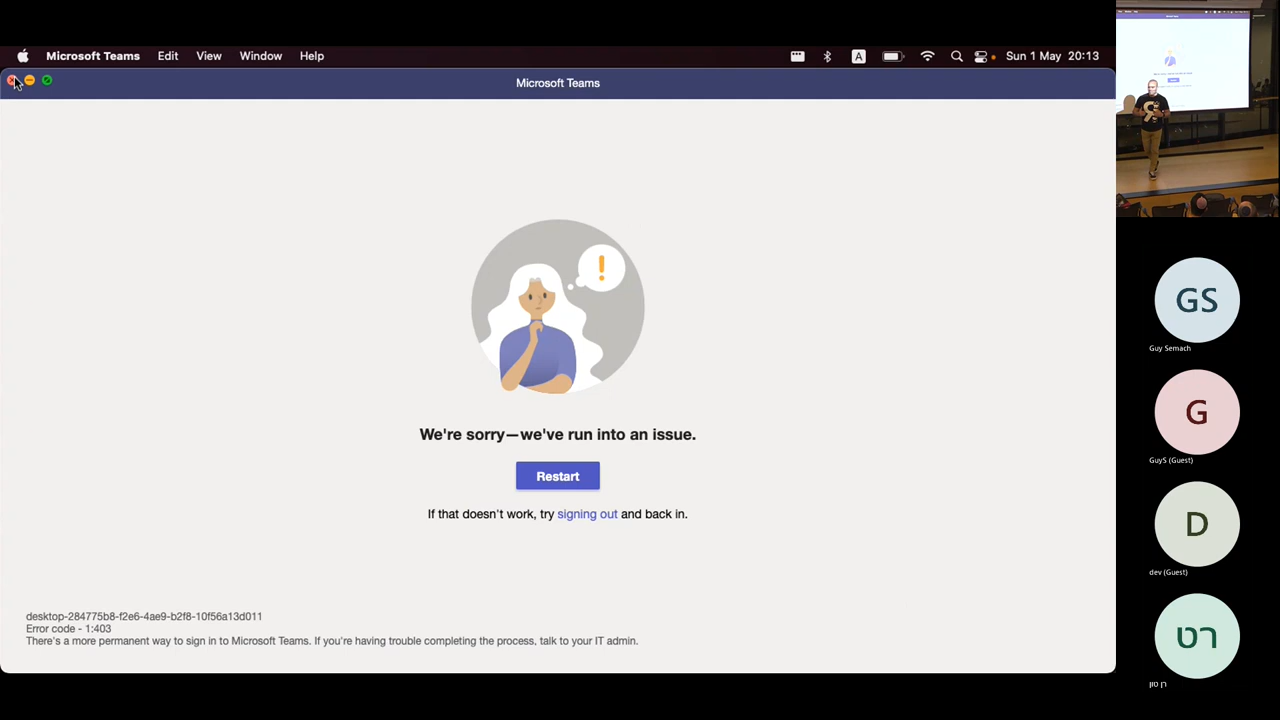 Microsoft Teams Edit View Window Help A Sun 1 May 20:13
Microsoft Teams
!
We're sorry—we've run into an issue.
Restart
If that doesn't work, try signing out and back in.
desktop-284775b8-f2e6-4ae9-b2f8-10f56a13d011
Error code - 1:403
There's a more permanent way to sign in to Microsoft Teams. If you're having trouble completing the process, talk to your IT admin.
GS
Guy Semach
G
GuyS (Guest)
D
dev (Guest)
רט